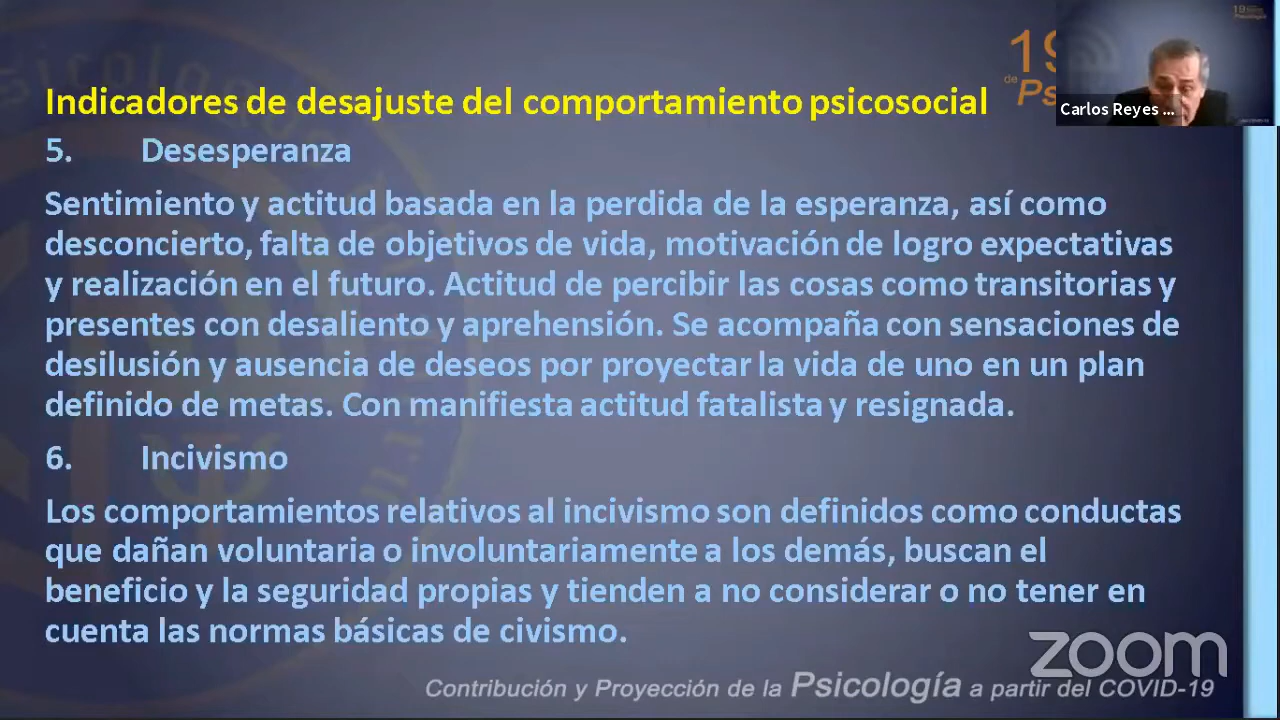 Indicadores de desajuste del comportamiento psicosocial
5. Desesperanza
Sentimiento y actitud basada en la perdida de la esperanza, así como
desconcierto, falta de objetivos de vida, motivación de logro expectativas
y realización en el futuro. Actitud de percibir las cosas como transitorias y
presentes con desaliento y aprehensión. Se acompaña con sensaciones de
desilusión y ausencia de deseos por proyectar la vida de uno en un plan
definido de metas. Con manifiesta actitud fatalista y resignada.
6. Incivismo
Los comportamientos relativos al incivismo son definidos como conductas
que dañan voluntaria o involuntariamente a los demás, buscan el
beneficio y la seguridad propias y tienden a no considerar o no tener en
cuenta las normas básicas de civismo.
19
de Ps
Carlos Reyes ...
zoom
Contribución y Proyección de la Psicología a partir del COVID-19